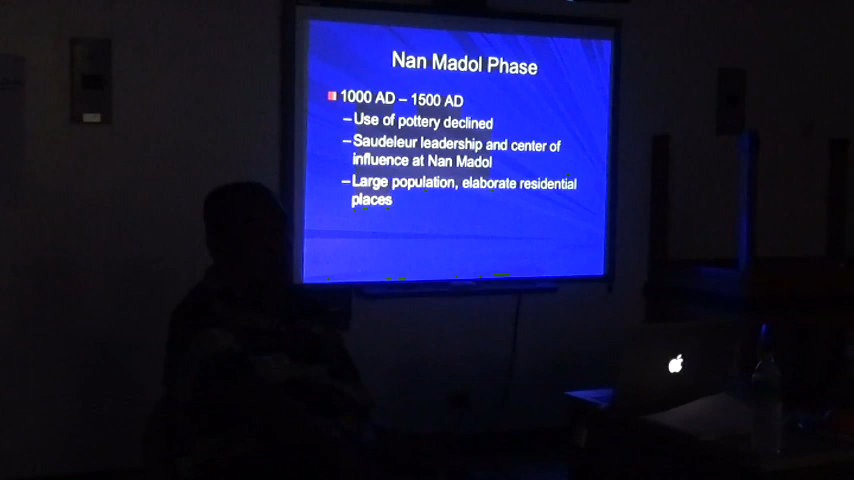 Nan Madol Phase
1000 AD – 1500 AD
–Use of pottery declined
–Saudeleur leadership and center of
influence at Nan Madol
–Large population, elaborate residential
places